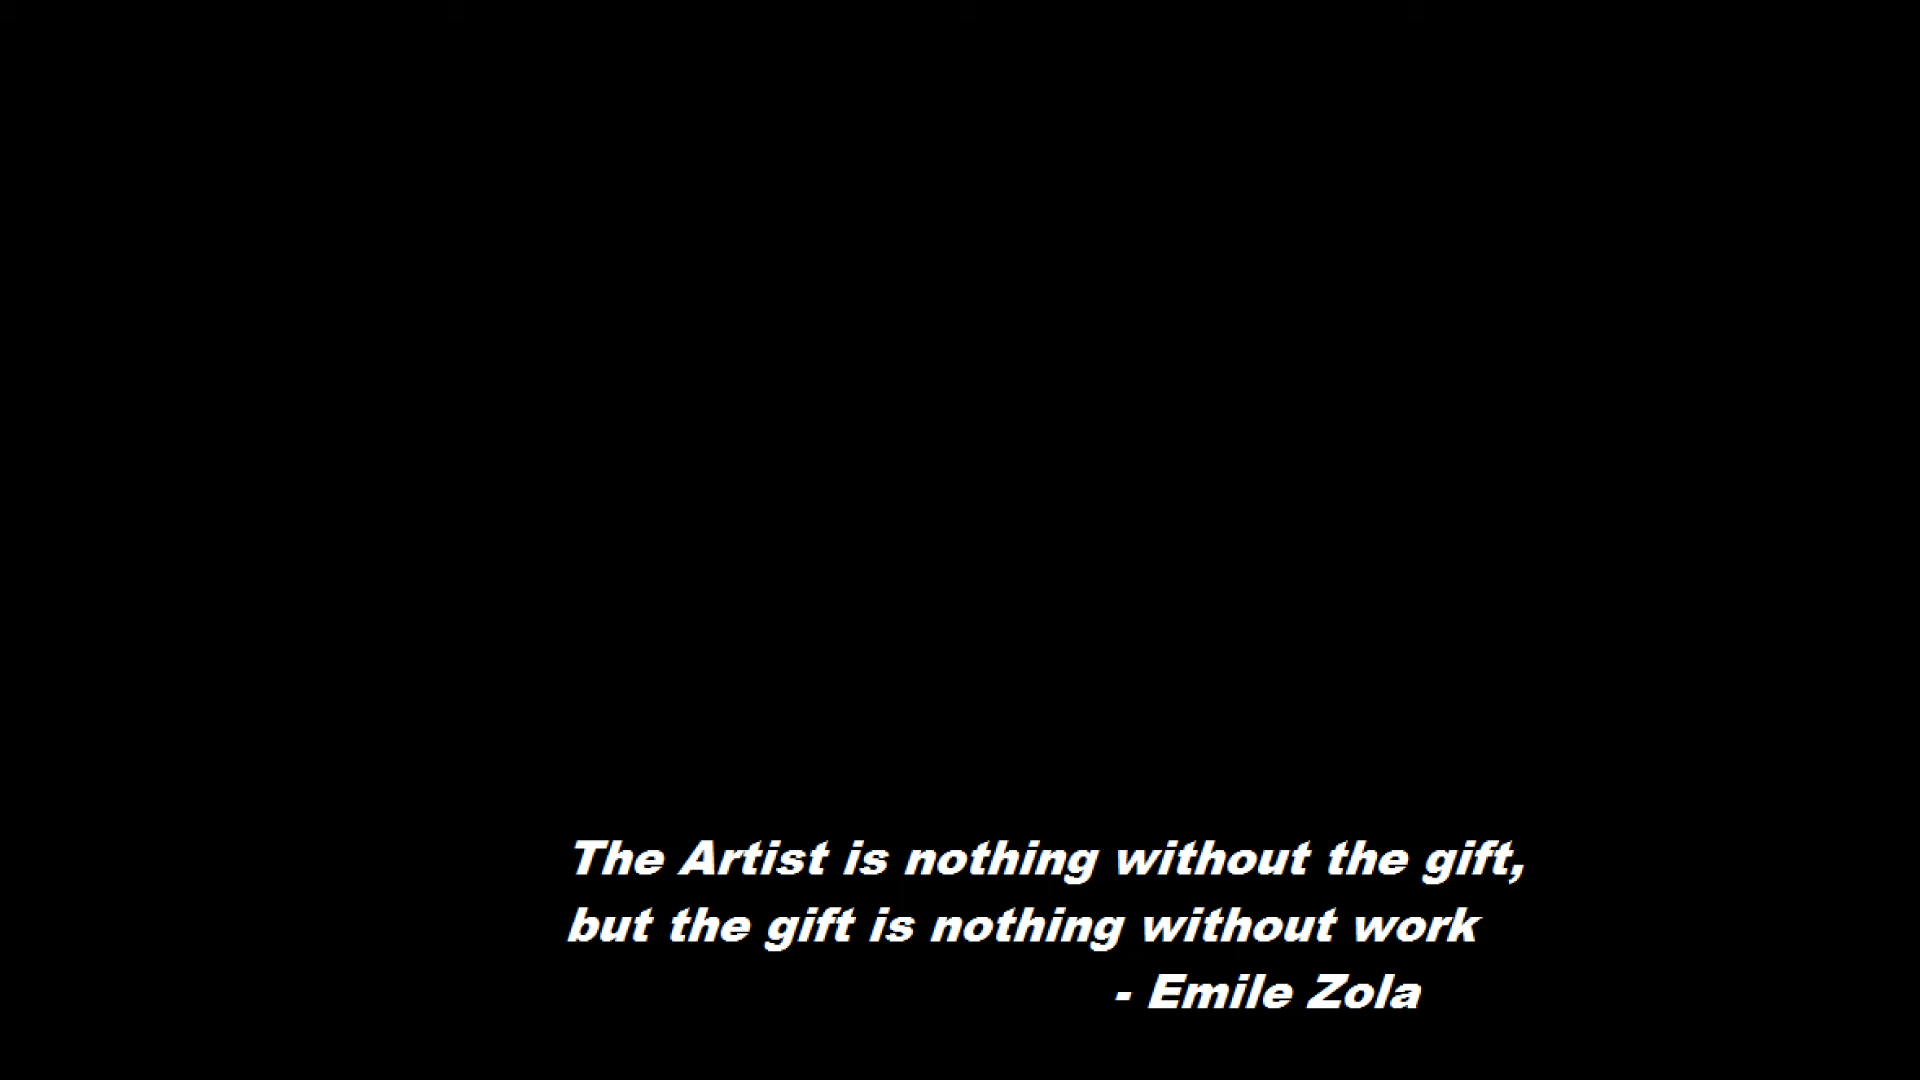 The Artist is nothing without the gift,
but the gift is nothing without work
- Emile Zola